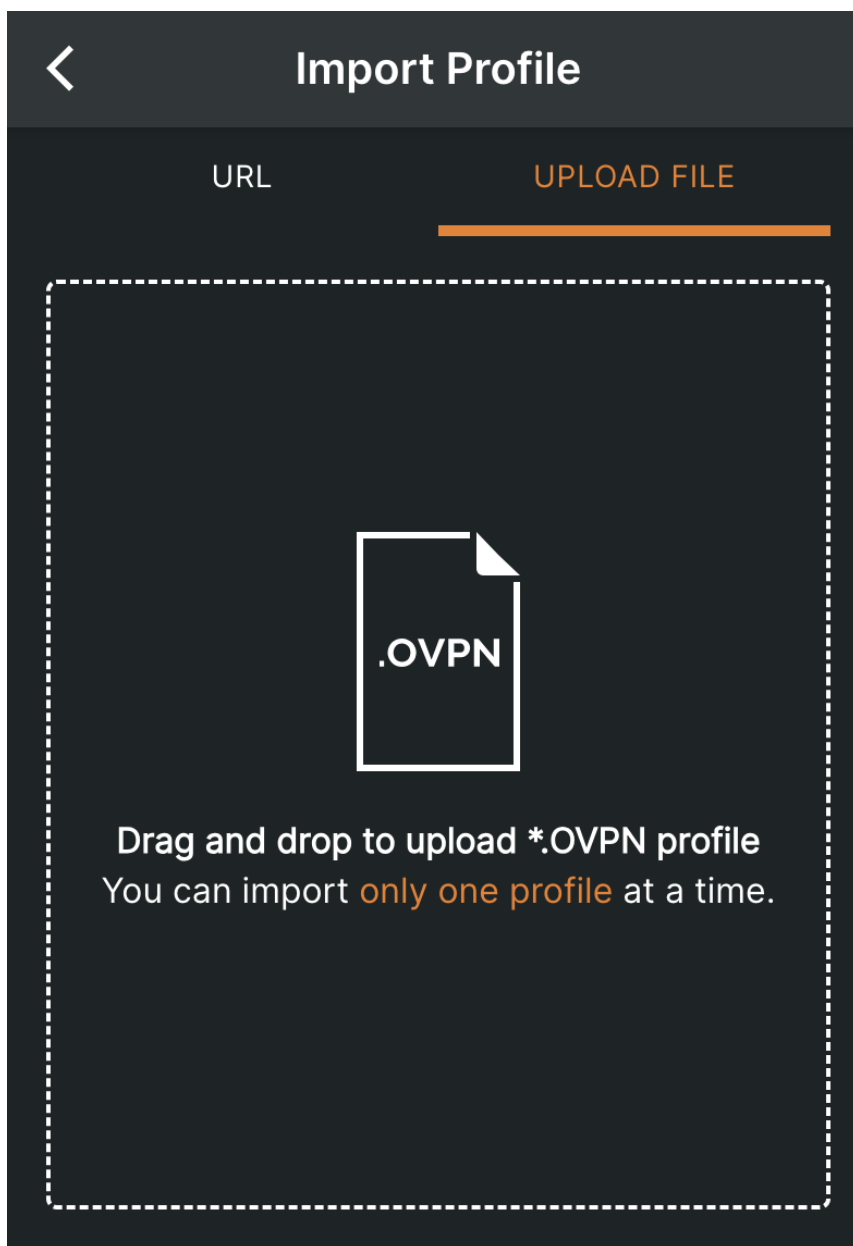 Import Profile
URL
UPLOAD FILE
.OVPN
Drag and drop to upload *.OVPN profile
You can import only one profile at a time.